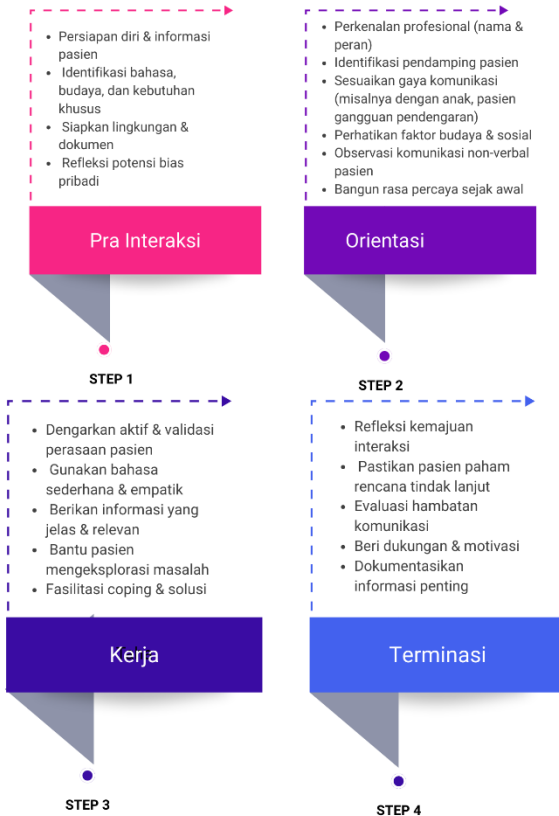 • Persiapan diri & informasi
pasien
• Identifikasi bahasa,
budaya, dan kebutuhan
khusus
• Siapkan lingkungan &
dokumen
• Refleksi potensi bias
pribadi
Pra Interaksi
STEP 1
• Perkenalan profesional (nama &
peran)
• Identifikasi pendamping pasien
• Sesuaikan gaya komunikasi
(misalnya dengan anak, pasien
gangguan pendengaran)
• Perhatikan faktor budaya & sosial
• Observasi komunikasi non-verbal
pasien
• Bangun rasa percaya sejak awal
Orientasi
STEP 2
• Dengarkan aktif & validasi
perasaan pasien
• Gunakan bahasa
sederhana & empatik
• Berikan informasi yang
jelas & relevan
• Bantu pasien
mengeksplorasi masalah
• Fasilitasi coping & solusi
Kerja
STEP 3
• Refleksi kemajuan
interaksi
• Pastikan pasien paham
rencana tindak lanjut
• Evaluasi hambatan
komunikasi
• Beri dukungan & motivasi
• Dokumentasikan
informasi penting
Terminasi
STEP 4